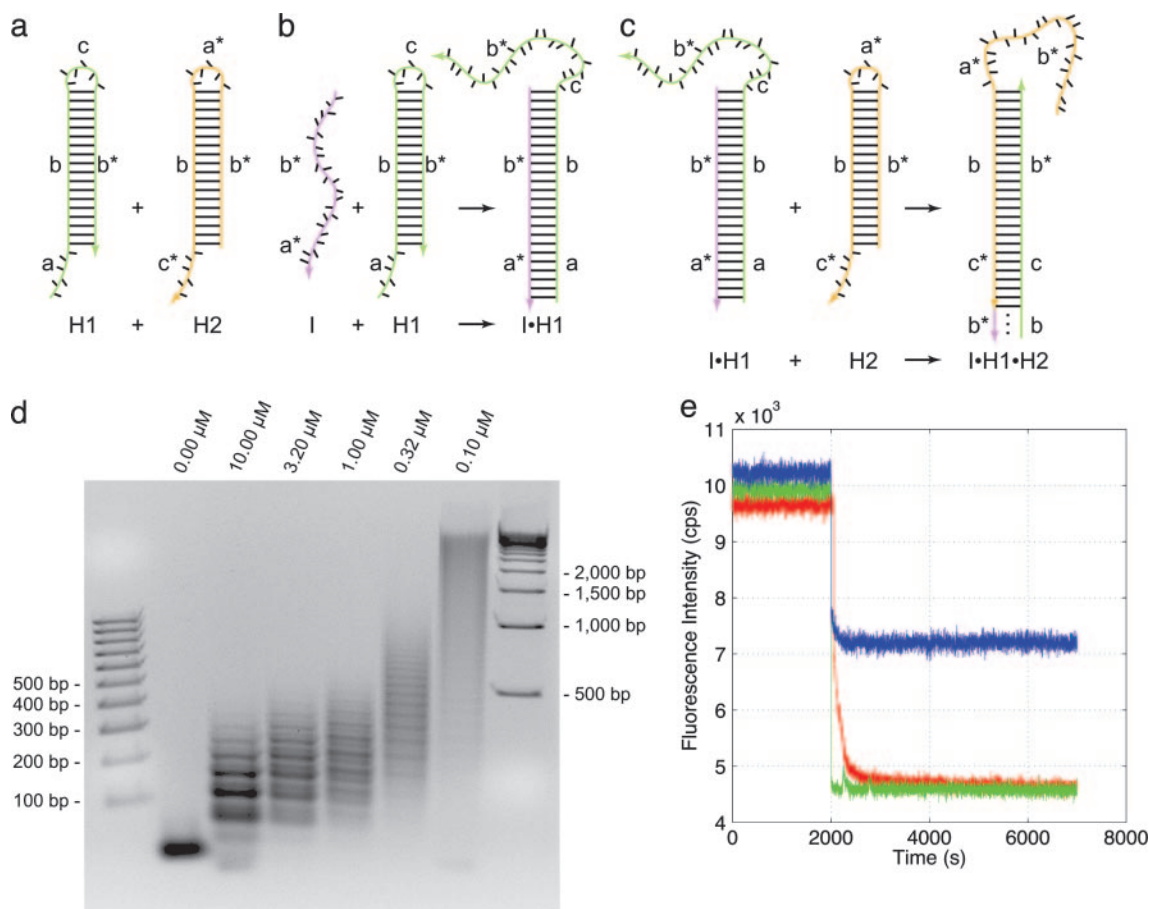 a
c
a*
b
b*
b
b*
+
a
c*
H1 + H2
b
c
b*
c
b*
b
b*
b*
b
+
a*
a
a*
a
I + H1 I•H1
c
b*
c
a*
a*
b*
b*
b
b
b*
b
b*
+
a*
a
c*
c*
c
b*
b
I•H1 + H2 I•H1•H2
d
0.00 µM
10.00 µM
3.20 µM
1.00 µM
0.32 µM
0.10 µM
500 bp -
400 bp -
300 bp -
200 bp -
100 bp -
- 2,000 bp
- 1,500 bp
- 1,000 bp
- 500 bp
e
x 10³
Fluorescence Intensity (cps)
11
10
9
8
7
6
5
4
0 2000 4000 6000 8000
Time (s)